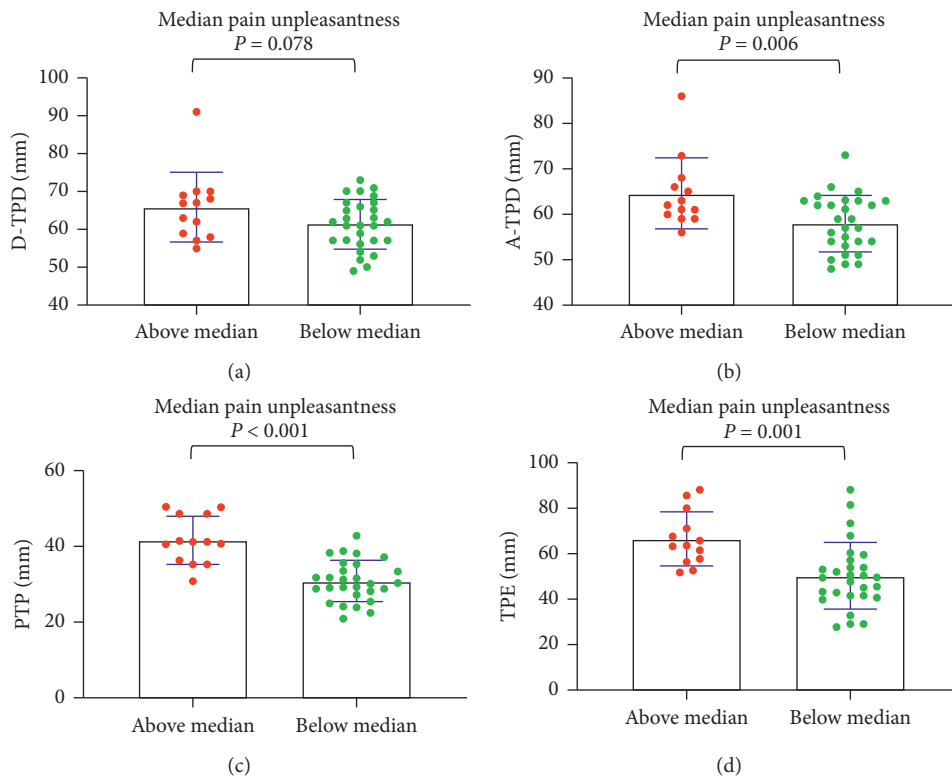 Median pain unpleasantness
P = 0.078
100
90
80
70
60
50
40
D-TPD (mm)
Above median
Below median
(a)
Median pain unpleasantness
P = 0.006
90
80
70
60
50
40
A-TPD (mm)
Above median
Below median
(b)
Median pain unpleasantness
P < 0.001
60
40
20
0
PTP (mm)
Above median
Below median
(c)
Median pain unpleasantness
P = 0.001
100
80
60
40
20
0
TPE (mm)
Above median
Below median
(d)